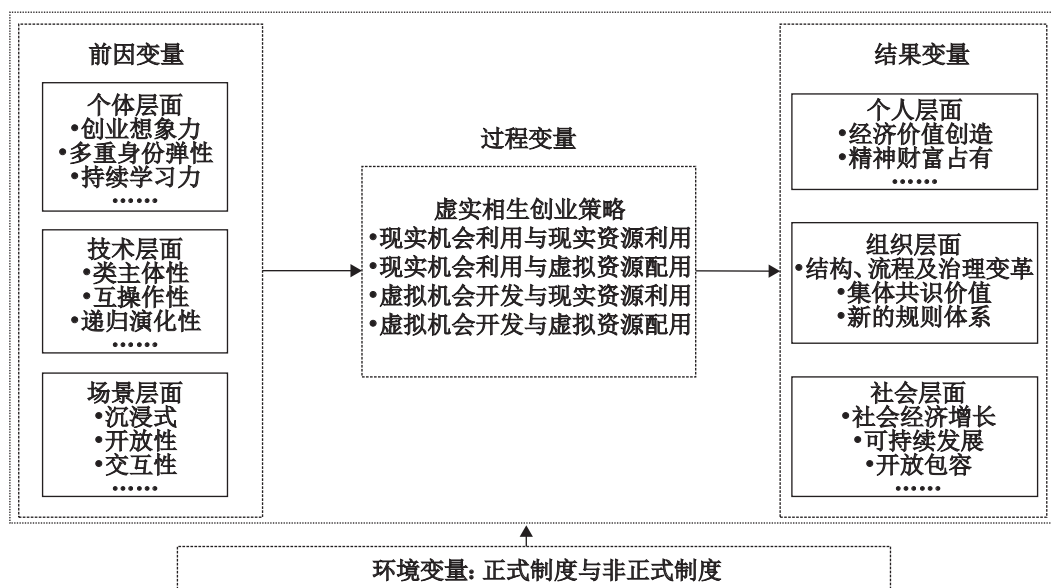 前因变量
个体层面
•创业想象力
•多重身份弹性
•持续学习力
……
技术层面
•类主体性
•互操作性
•递归演化性
……
场景层面
•沉浸式
•开放性
•交互性
……
过程变量
虚实相生创业策略
•现实机会利用与现实资源利用
•现实机会利用与虚拟资源配用
•虚拟机会开发与现实资源利用
•虚拟机会开发与虚拟资源配用
结果变量
个人层面
•经济价值创造
•精神财富占有
……
组织层面
•结构、流程及治理变革
•集体共识价值
•新的规则体系
社会层面
•社会经济增长
•可持续发展
•开放包容
……
环境变量: 正式制度与非正式制度